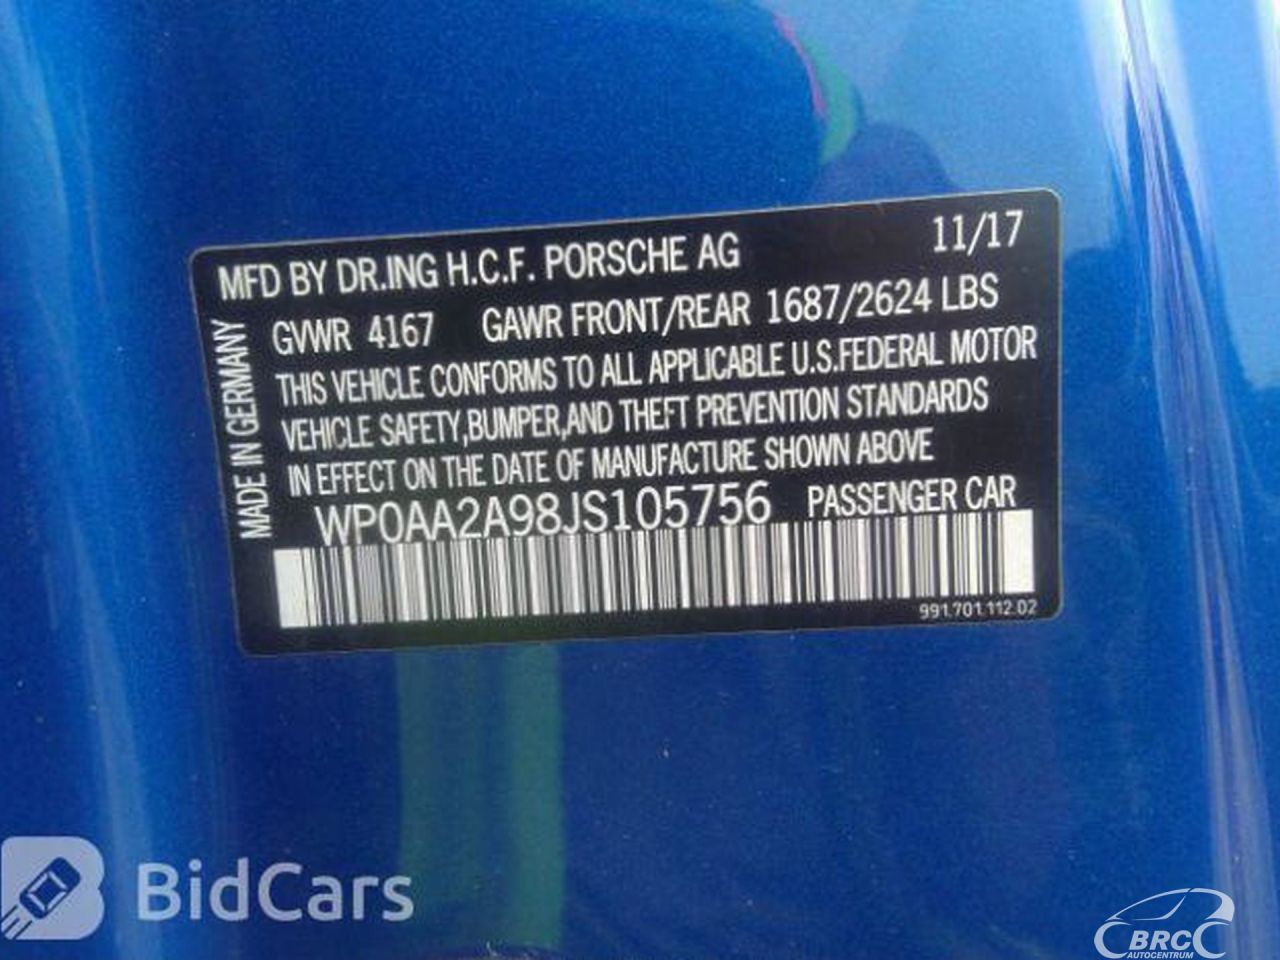 MFD BY DR.ING H.C.F. PORSCHE AG 11/17
GVWR 4167 GAWR FRONT/REAR 1687/2624 LBS
THIS VEHICLE CONFORMS TO ALL APPLICABLE U.S.FEDERAL MOTOR
VEHICLE SAFETY,BUMPER,AND THEFT PREVENTION STANDARDS
IN EFFECT ON THE DATE OF MANUFACTURE SHOWN ABOVE
WP0AA2A98JS105756 PASSENGER CAR
991.701.112.02
MADE IN GERMANY
BidCars
BRC
AUTOCENTRUM